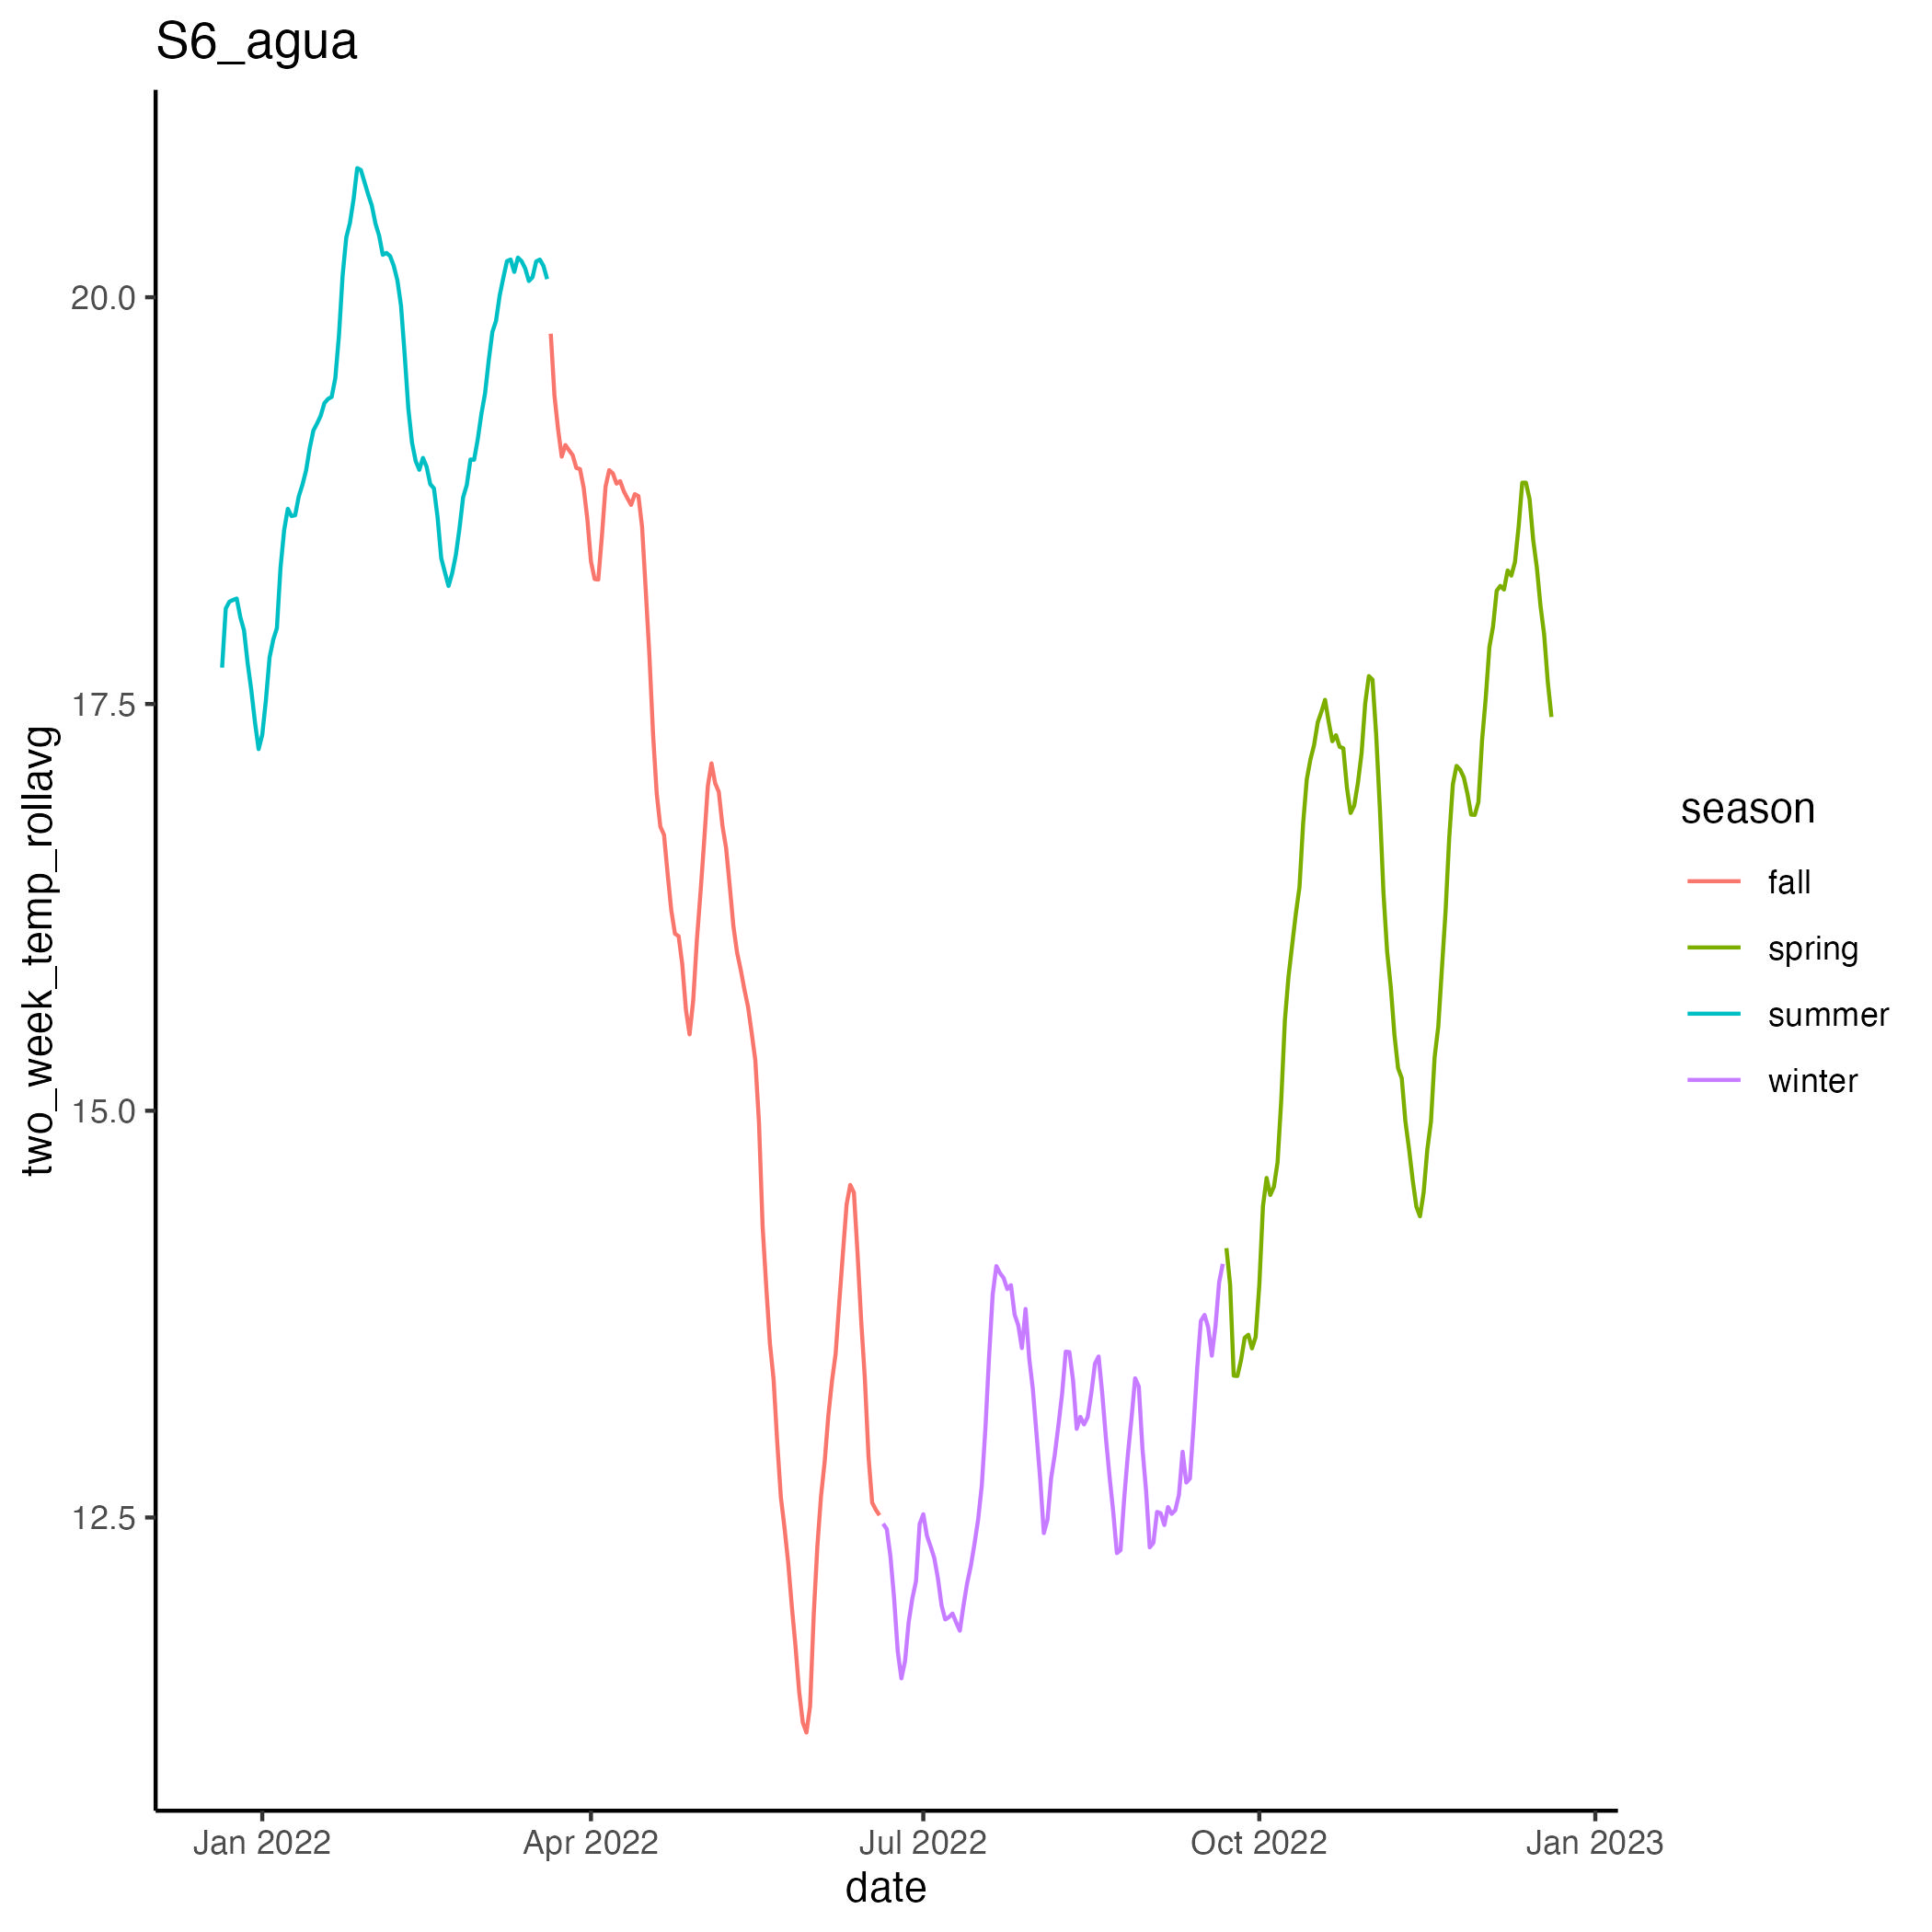 S6_agua
two_week_temp_rollavg
20.0
17.5
15.0
12.5
Jan 2022
Apr 2022
Jul 2022
Oct 2022
Jan 2023
date
season
fall
spring
summer
winter